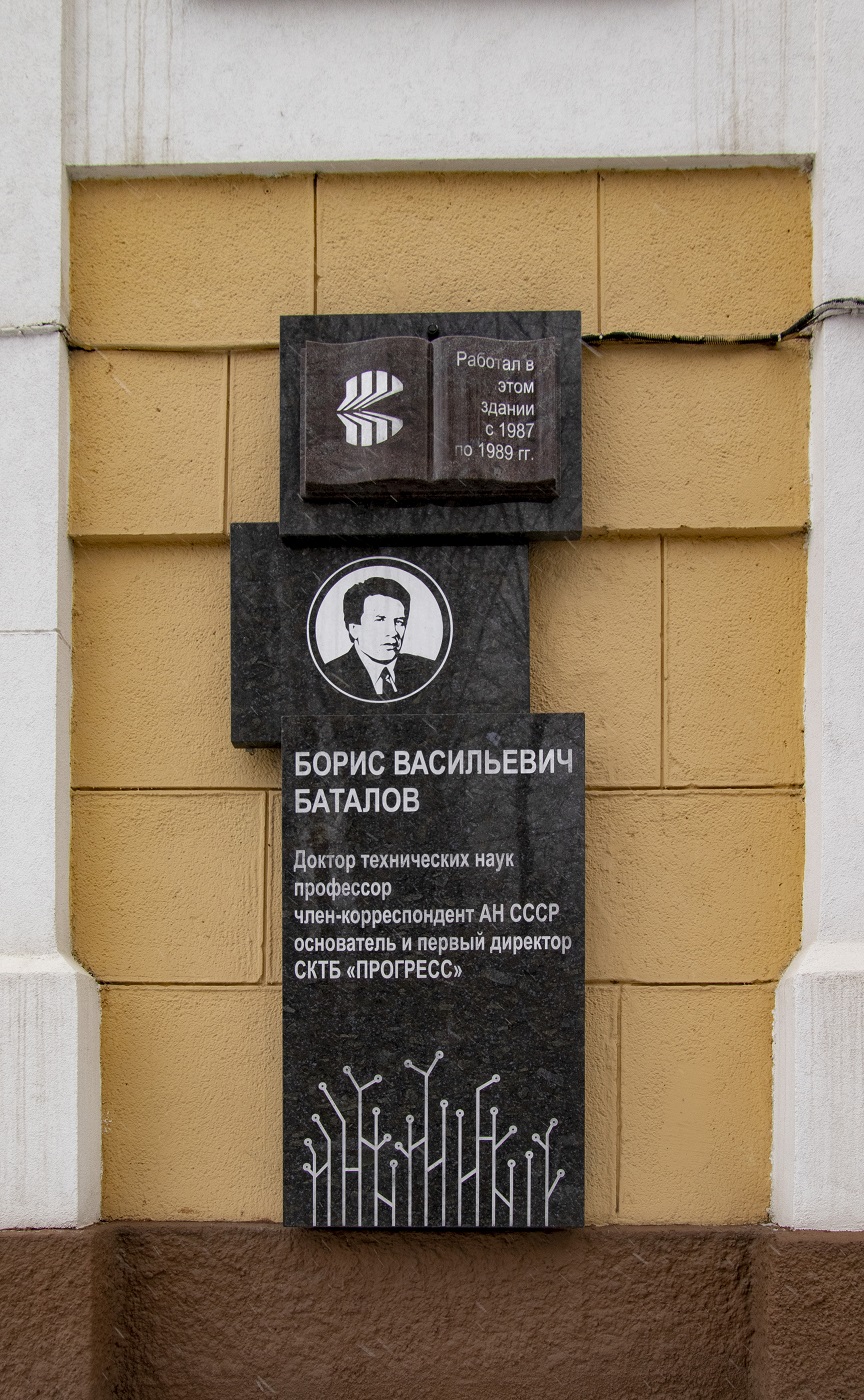 Работал в
этом
здании
с 1987
по 1989 гг.
БОРИС ВАСИЛЬЕВИЧ
БАТАЛОВ
Доктор технических наук
профессор
член-корреспондент АН СССР
основатель и первый директор
СКТБ «ПРОГРЕСС»